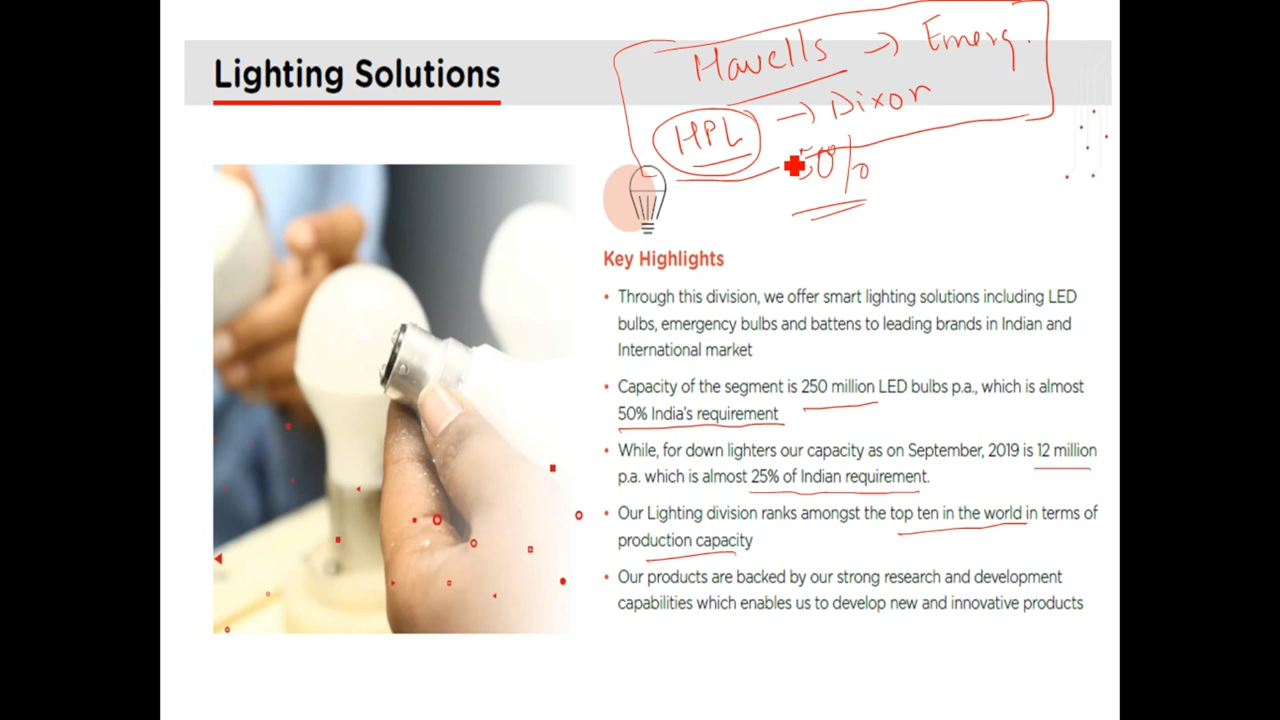 Havells → Emerg.
Lighting Solutions
HPL → Dixon
50%
Key Highlights
• Through this division, we offer smart lighting solutions including LED
bulbs, emergency bulbs and battens to leading brands in Indian and
International market
• Capacity of the segment is 250 million LED bulbs p.a., which is almost
50% India's requirement
• While, for down lighters our capacity as on September, 2019 is 12 million
p.a. which is almost 25% of Indian requirement.
• Our Lighting division ranks amongst the top ten in the world in terms of
production capacity
• Our products are backed by our strong research and development
capabilities which enables us to develop new and innovative products